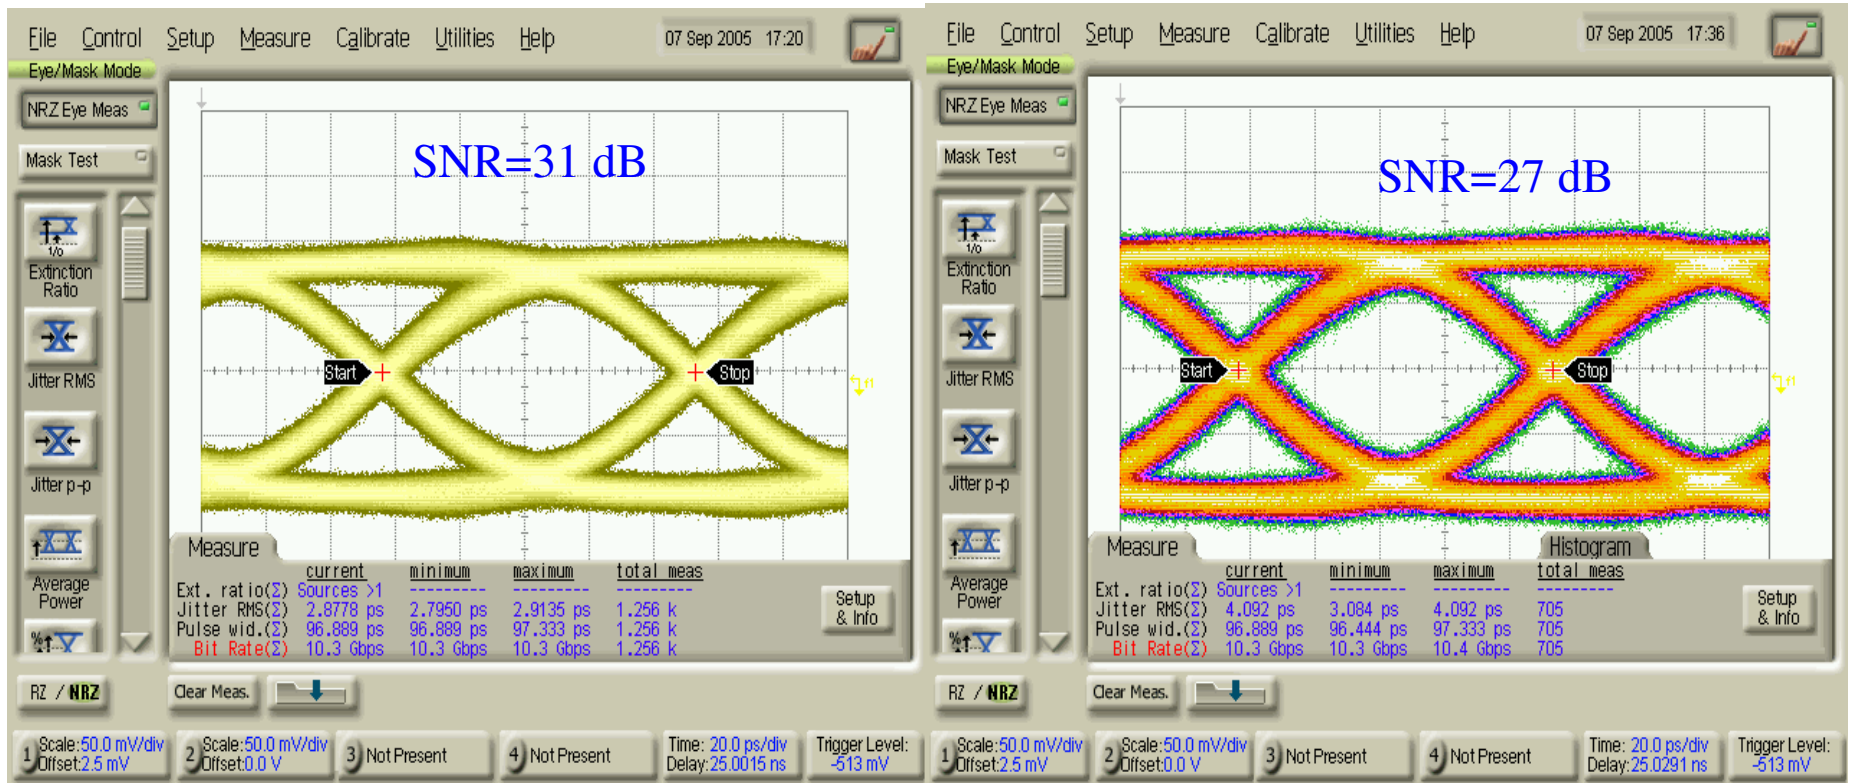 File Control Setup Measure Calibrate Utilities Help 07 Sep 2005 17:20
Eye/Mask Mode
NRZ Eye Meas
Mask Test
1/0
Extinction
Ratio
Jitter RMS
Jitter p-p
Average
Power
%
RZ / NRZ
SNR=31 dB
Start
Stop
f1
Measure
current minimum maximum total meas
Ext. ratio(Σ) Sources >1 --------- --------- ---------
Jitter RMS(Σ) 2.8778 ps 2.7950 ps 2.9135 ps 1.256 k
Pulse wid.(Σ) 96.889 ps 96.889 ps 97.333 ps 1.256 k
Bit Rate(Σ) 10.3 Gbps 10.3 Gbps 10.3 Gbps 1.256 k
Setup
& Info
Clear Meas.
1 Scale:50.0 mV/div
Offset:2.5 mV
2 Scale:50.0 mV/div
Offset:0.0 V
3 Not Present
4 Not Present
Time: 20.0 ps/div
Delay:25.0015 ns
Trigger Level:
-513 mV
File Control Setup Measure Calibrate Utilities Help 07 Sep 2005 17:36
Eye/Mask Mode
NRZ Eye Meas
Mask Test
1/0
Extinction
Ratio
Jitter RMS
Jitter p-p
Average
Power
%
RZ / NRZ
SNR=27 dB
Start
Stop
f1
Measure
Histogram
current minimum maximum total meas
Ext. ratio(Σ) Sources >1 --------- --------- ---------
Jitter RMS(Σ) 4.092 ps 3.084 ps 4.092 ps 705
Pulse wid.(Σ) 96.889 ps 96.444 ps 97.333 ps 705
Bit Rate(Σ) 10.3 Gbps 10.3 Gbps 10.4 Gbps 705
Setup
& Info
Clear Meas.
1 Scale:50.0 mV/div
Offset:2.5 mV
2 Scale:50.0 mV/div
Offset:0.0 V
3 Not Present
4 Not Present
Time: 20.0 ps/div
Delay:25.0291 ns
Trigger Level:
-513 mV